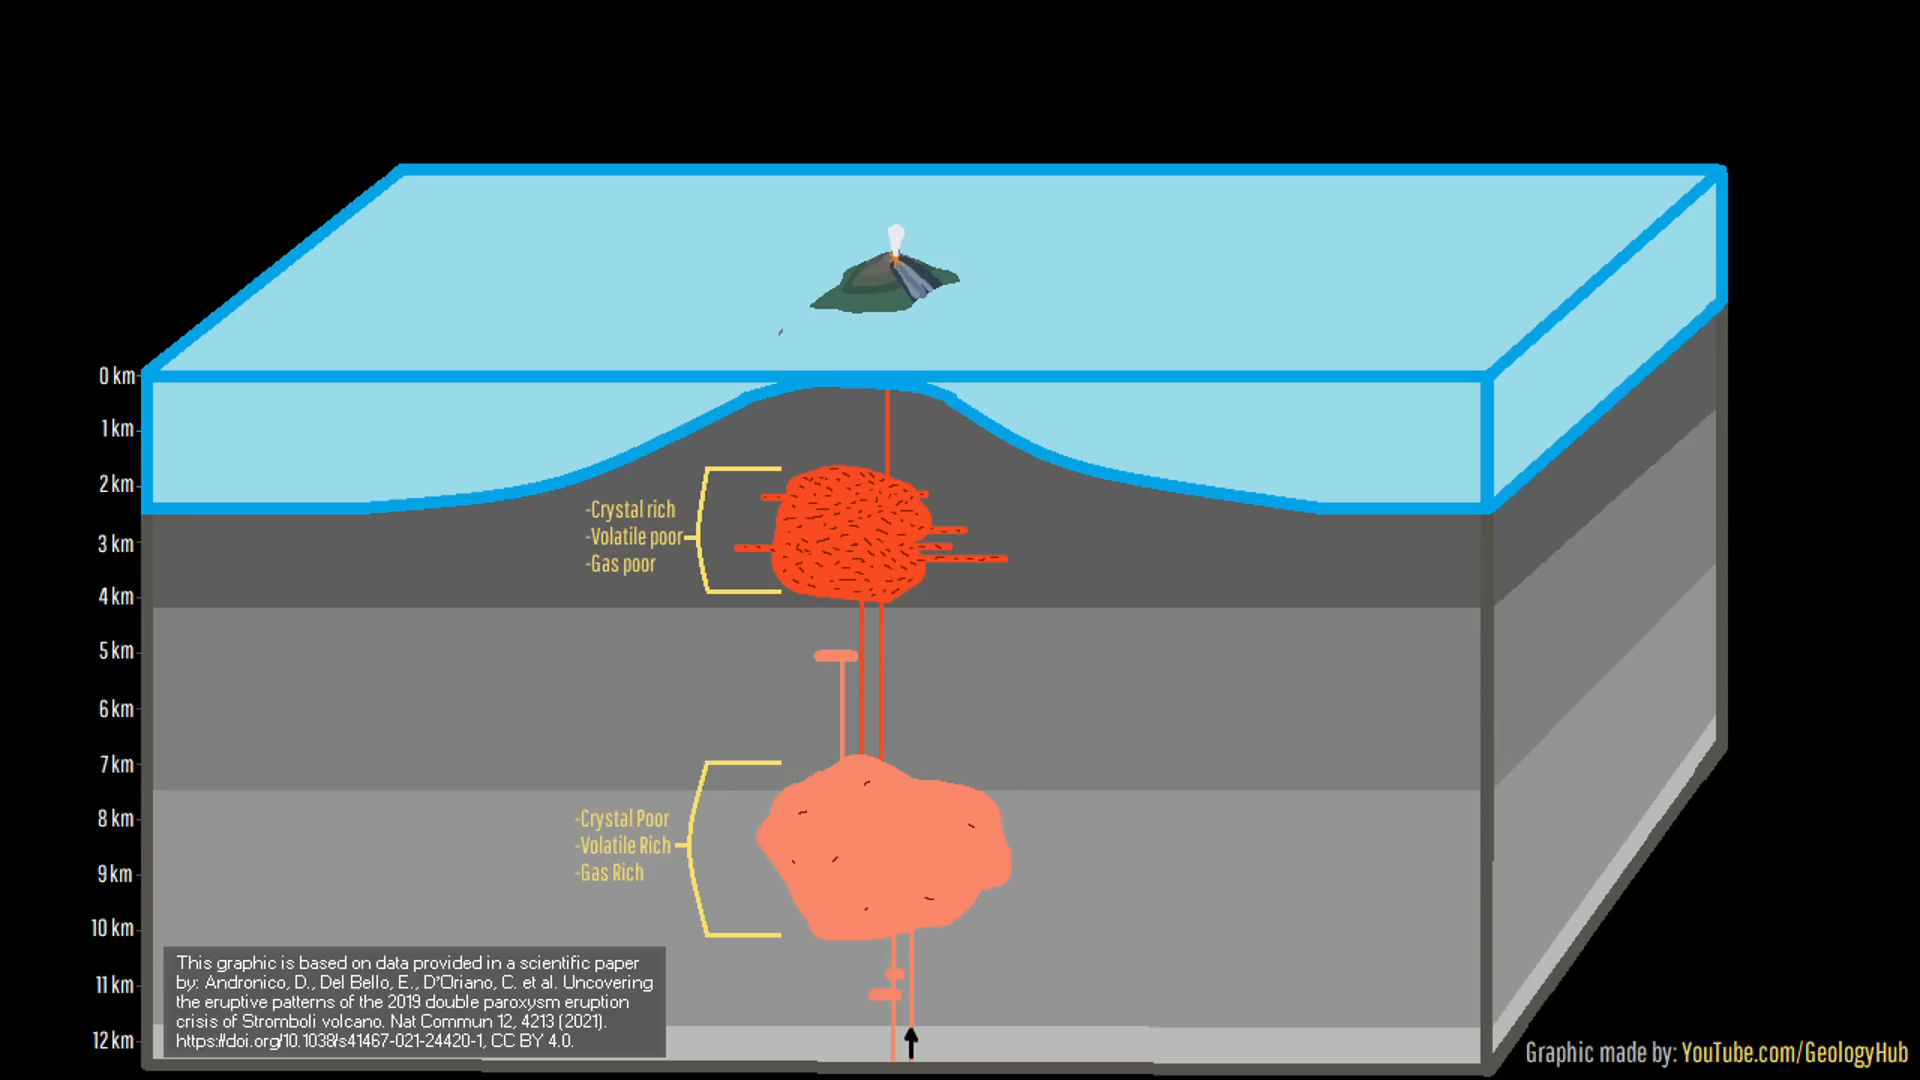 0 km
1 km
2 km
3 km
4 km
5 km
6 km
7 km
8 km
9 km
10 km
11 km
12 km
-Crystal rich
-Volatile poor
-Gas poor
-Crystal Poor
-Volatile Rich
-Gas Rich
This graphic is based on data provided in a scientific paper
by: Andronico, D., Del Bello, E., D'Oriano, C. et al. Uncovering
the eruptive patterns of the 2019 double paroxysm eruption
crisis of Stromboli volcano. Nat Commun 12, 4213 (2021).
https://doi.org/10.1038/s41467-021-24420-1, CC BY 4.0.
Graphic made by: YouTube.com/GeologyHub